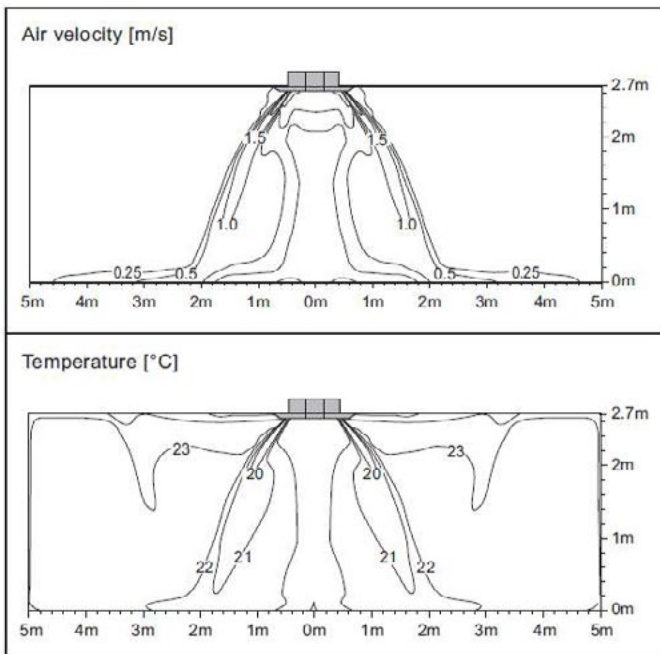 Air velocity [m/s]
2.7m
1.5 1.5 2m
1.0 1.0 1m
0.25 0.5 0.5 0.25 0m
5m 4m 3m 2m 1m 0m 1m 2m 3m 4m 5m
Temperature [°C]
2.7m
23 20 20 23 2m
22 21 21 22 1m
0m
5m 4m 3m 2m 1m 0m 1m 2m 3m 4m 5m